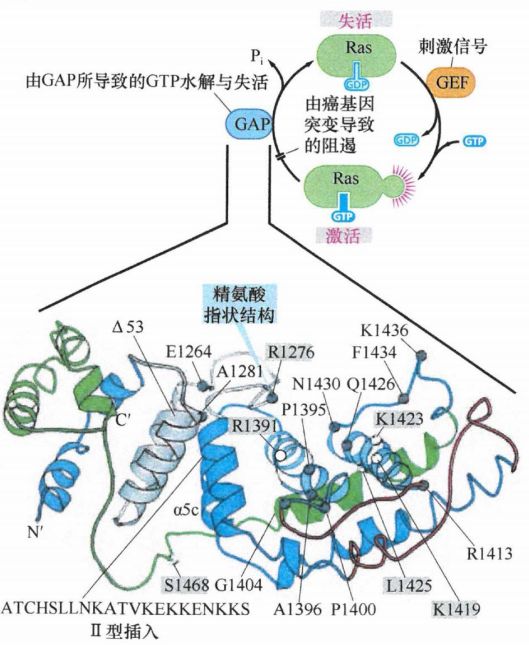 失活
Ras
GDP
Pi
刺激信号
GEF
由GAP所导致的GTP水解与失活
GAP
由癌基因
突变导致
的阻遏
GDP
GTP
Ras
GTP
激活
精氨酸
指状结构
Δ53
E1264
A1281
R1276
K1436
F1434
N1430
Q1426
P1395
K1423
R1391
C′
N′
α5c
R1413
S1468
G1404
L1425
ATCHSLLNKATVKEKKENKKS
A1396
P1400
K1419
Ⅱ型插入